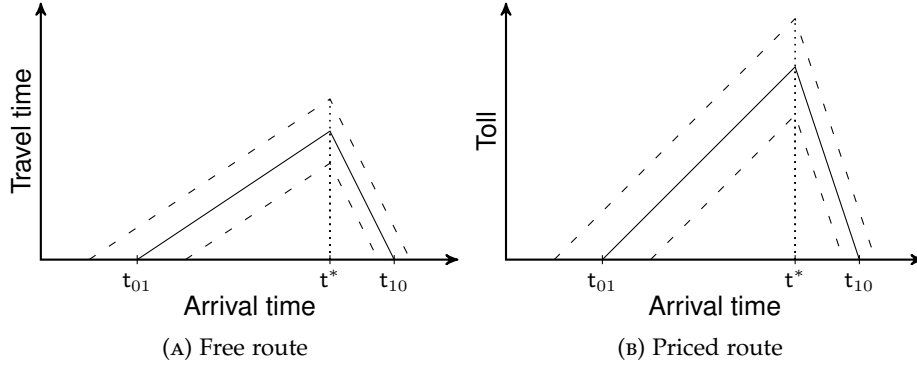 Travel time
t01 t* t10
Arrival time
(A) Free route
Toll
t01 t* t10
Arrival time
(B) Priced route